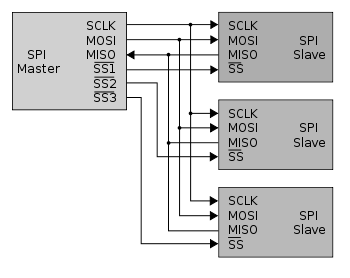 SCLK
MOSI
MISO
SS1
SS2
SS3
SPI
Master
SCLK
MOSI
MISO
SS
SPI
Slave
SCLK
MOSI
MISO
SS
SPI
Slave
SCLK
MOSI
MISO
SS
SPI
Slave